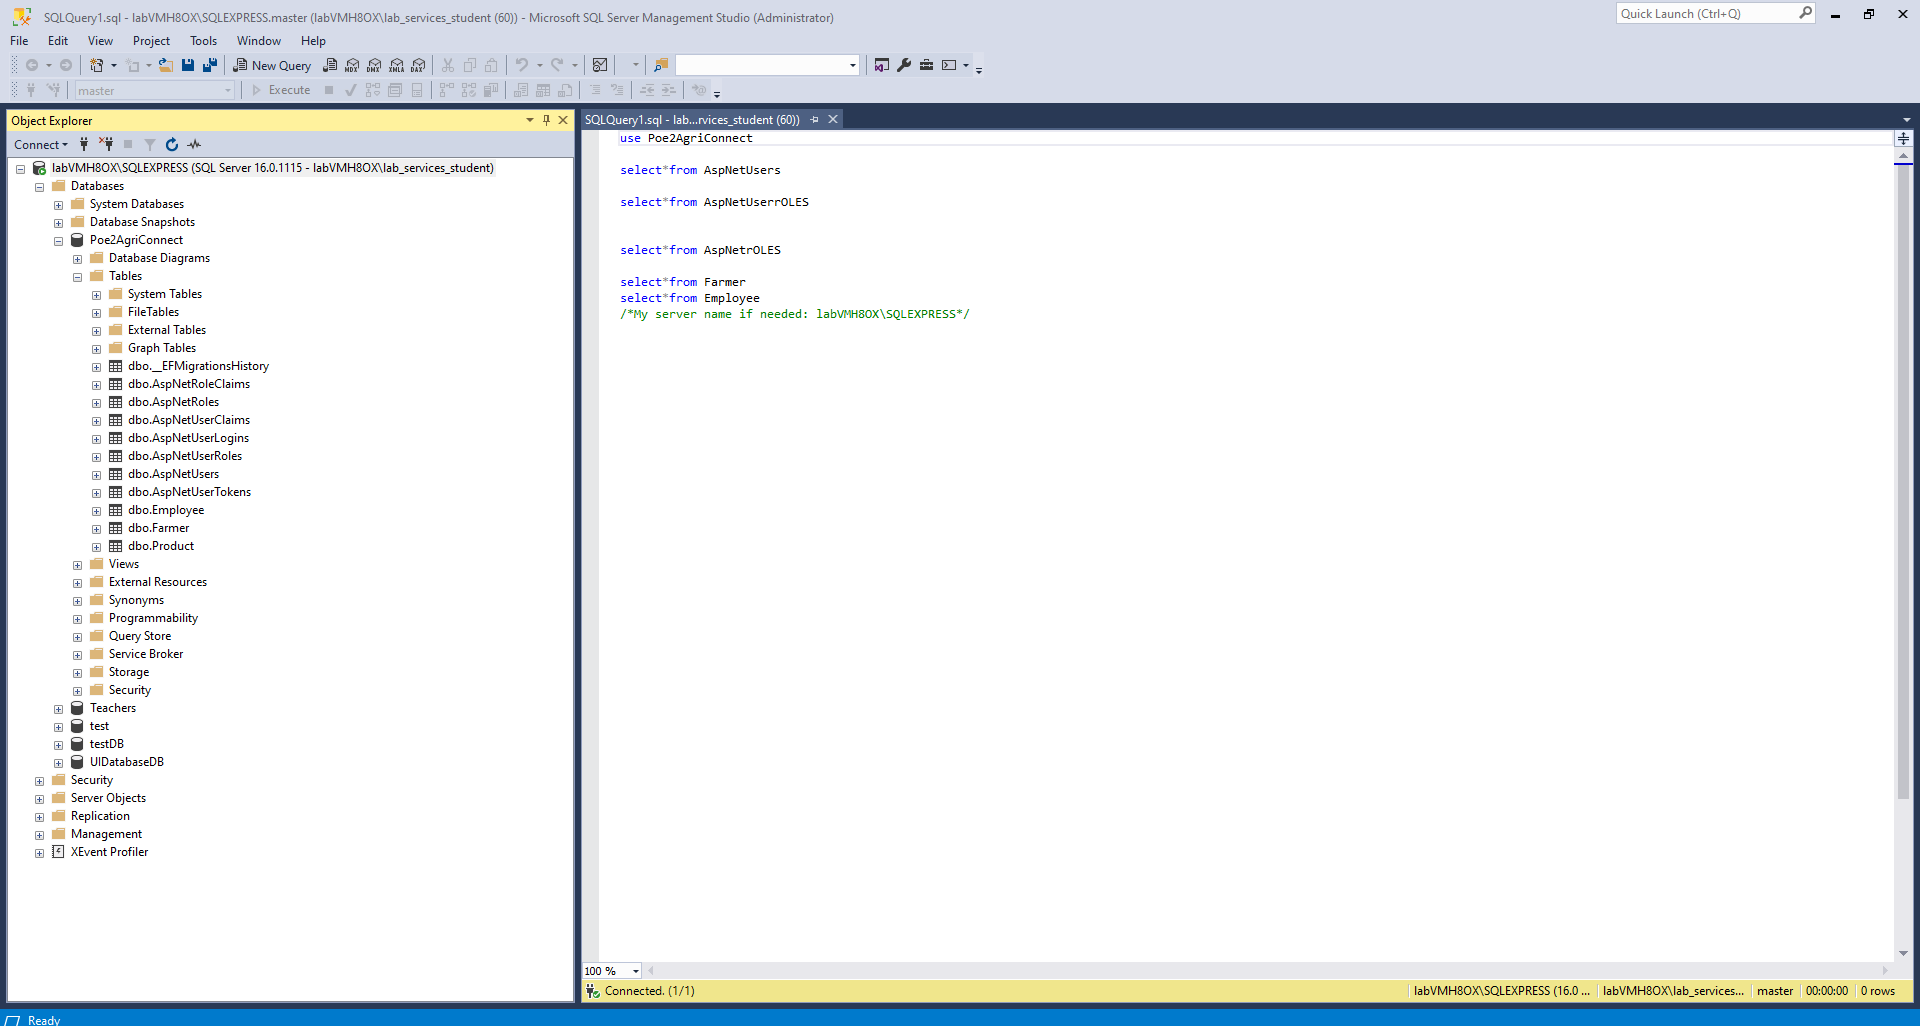 SQLQuery1.sql - labVMH8OX\SQLEXPRESS.master (labVMH8OX\lab_services_student (60)) - Microsoft SQL Server Management Studio (Administrator)
Quick Launch (Ctrl+Q)
File Edit View Project Tools Window Help
New Query MDX DMX XMLA DAX
master Execute
Object Explorer
SQLQuery1.sql - lab...rvices_student (60))
Connect
labVMH8OX\SQLEXPRESS (SQL Server 16.0.1115 - labVMH8OX\lab_services_student)
Databases
System Databases
Database Snapshots
Poe2AgriConnect
Database Diagrams
Tables
System Tables
FileTables
External Tables
Graph Tables
dbo.__EFMigrationsHistory
dbo.AspNetRoleClaims
dbo.AspNetRoles
dbo.AspNetUserClaims
dbo.AspNetUserLogins
dbo.AspNetUserRoles
dbo.AspNetUsers
dbo.AspNetUserTokens
dbo.Employee
dbo.Farmer
dbo.Product
Views
External Resources
Synonyms
Programmability
Query Store
Service Broker
Storage
Security
Teachers
test
testDB
UIDatabaseDB
Security
Server Objects
Replication
Management
XEvent Profiler
use Poe2AgriConnect
select*from AspNetUsers
select*from AspNetUserrOLES
select*from AspNetrOLES
select*from Farmer
select*from Employee
/*My server name if needed: labVMH8OX\SQLEXPRESS*/
100 %
Connected. (1/1)
labVMH8OX\SQLEXPRESS (16.0 ... labVMH8OX\lab_services... master 00:00:00 0 rows
Ready